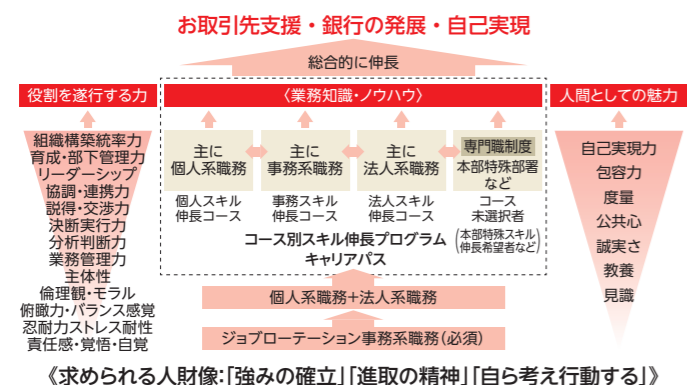 お取引先支援・銀行の発展・自己実現
総合的に伸長
役割を遂行する力
〈業務知識・ノウハウ〉
人間としての魅力
組織構築統率力
育成・部下管理力
リーダーシップ
協調・連携力
説得・交渉力
決断実行力
分析判断力
業務管理力
主体性
倫理観・モラル
俯瞰力・バランス感覚
忍耐力ストレス耐性
責任感・覚悟・自覚
主に
個人系職務
主に
事務系職務
主に
法人系職務
専門職制度
本部特殊部署
など
個人スキル
伸長コース
事務スキル
伸長コース
法人スキル
伸長コース
コース
未選択者
(本部特殊スキル
伸長希望者など)
コース別スキル伸長プログラム
キャリアパス
自己実現力
包容力
度量
公共心
誠実さ
教養
見識
個人系職務+法人系職務
ジョブローテーション事務系職務(必須)
《求められる人財像:「強みの確立」「進取の精神」「自ら考え行動する」》